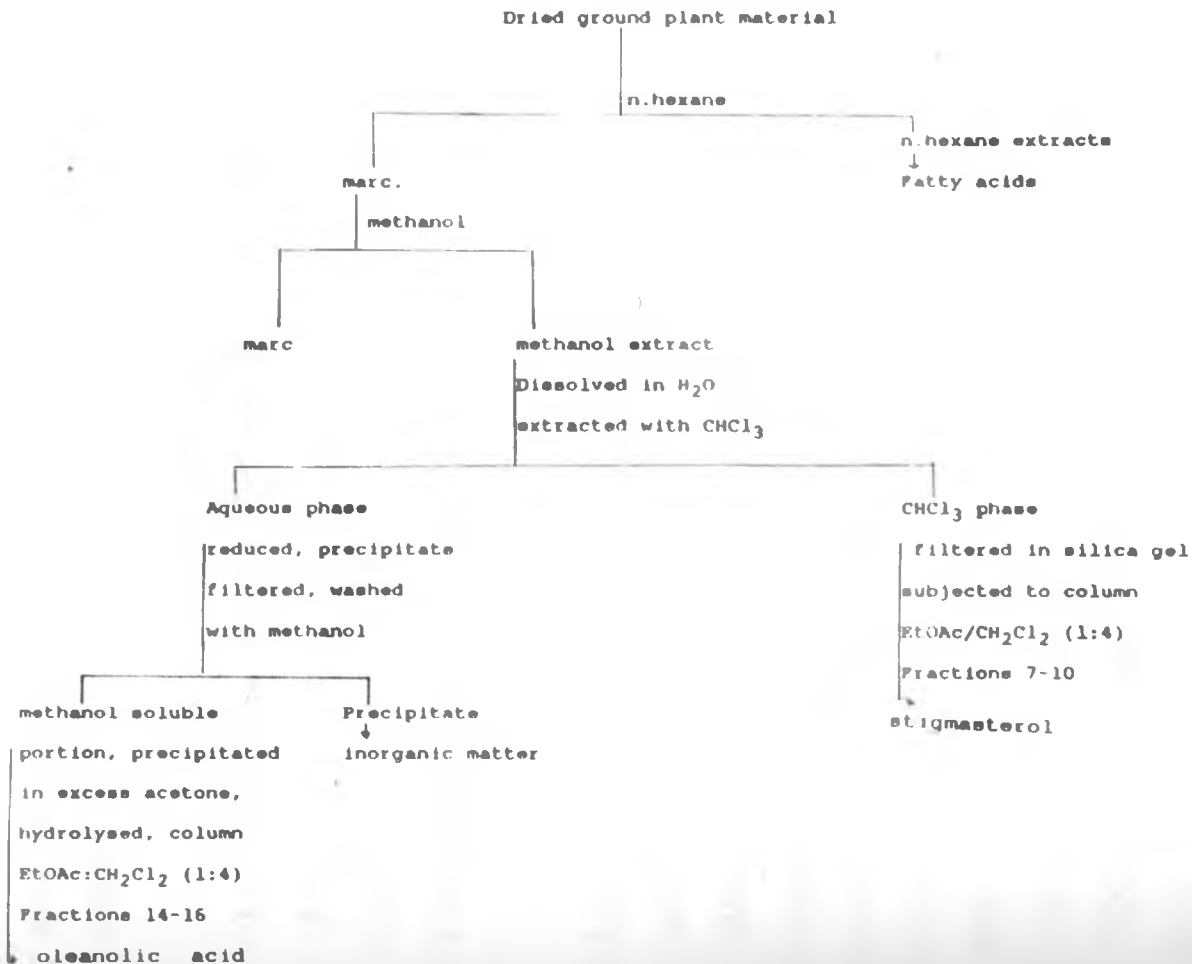 Dried ground plant material
n.hexane
n.hexane extracts
Fatty acids
marc.
methanol
marc
methanol extract
Dissolved in H₂O
extracted with CHCl₃
Aqueous phase
reduced, precipitate
filtered, washed
with methanol
CHCl₃ phase
filtered in silica gel
subjected to column
EtOAc/CH₂Cl₂ (1:4)
Fractions 7-10
stigmasterol
methanol soluble
portion, precipitated
in excess acetone,
hydrolysed, column
EtOAc:CH₂Cl₂ (1:4)
Fractions 14-16
oleanolic acid
Precipitate
inorganic matter